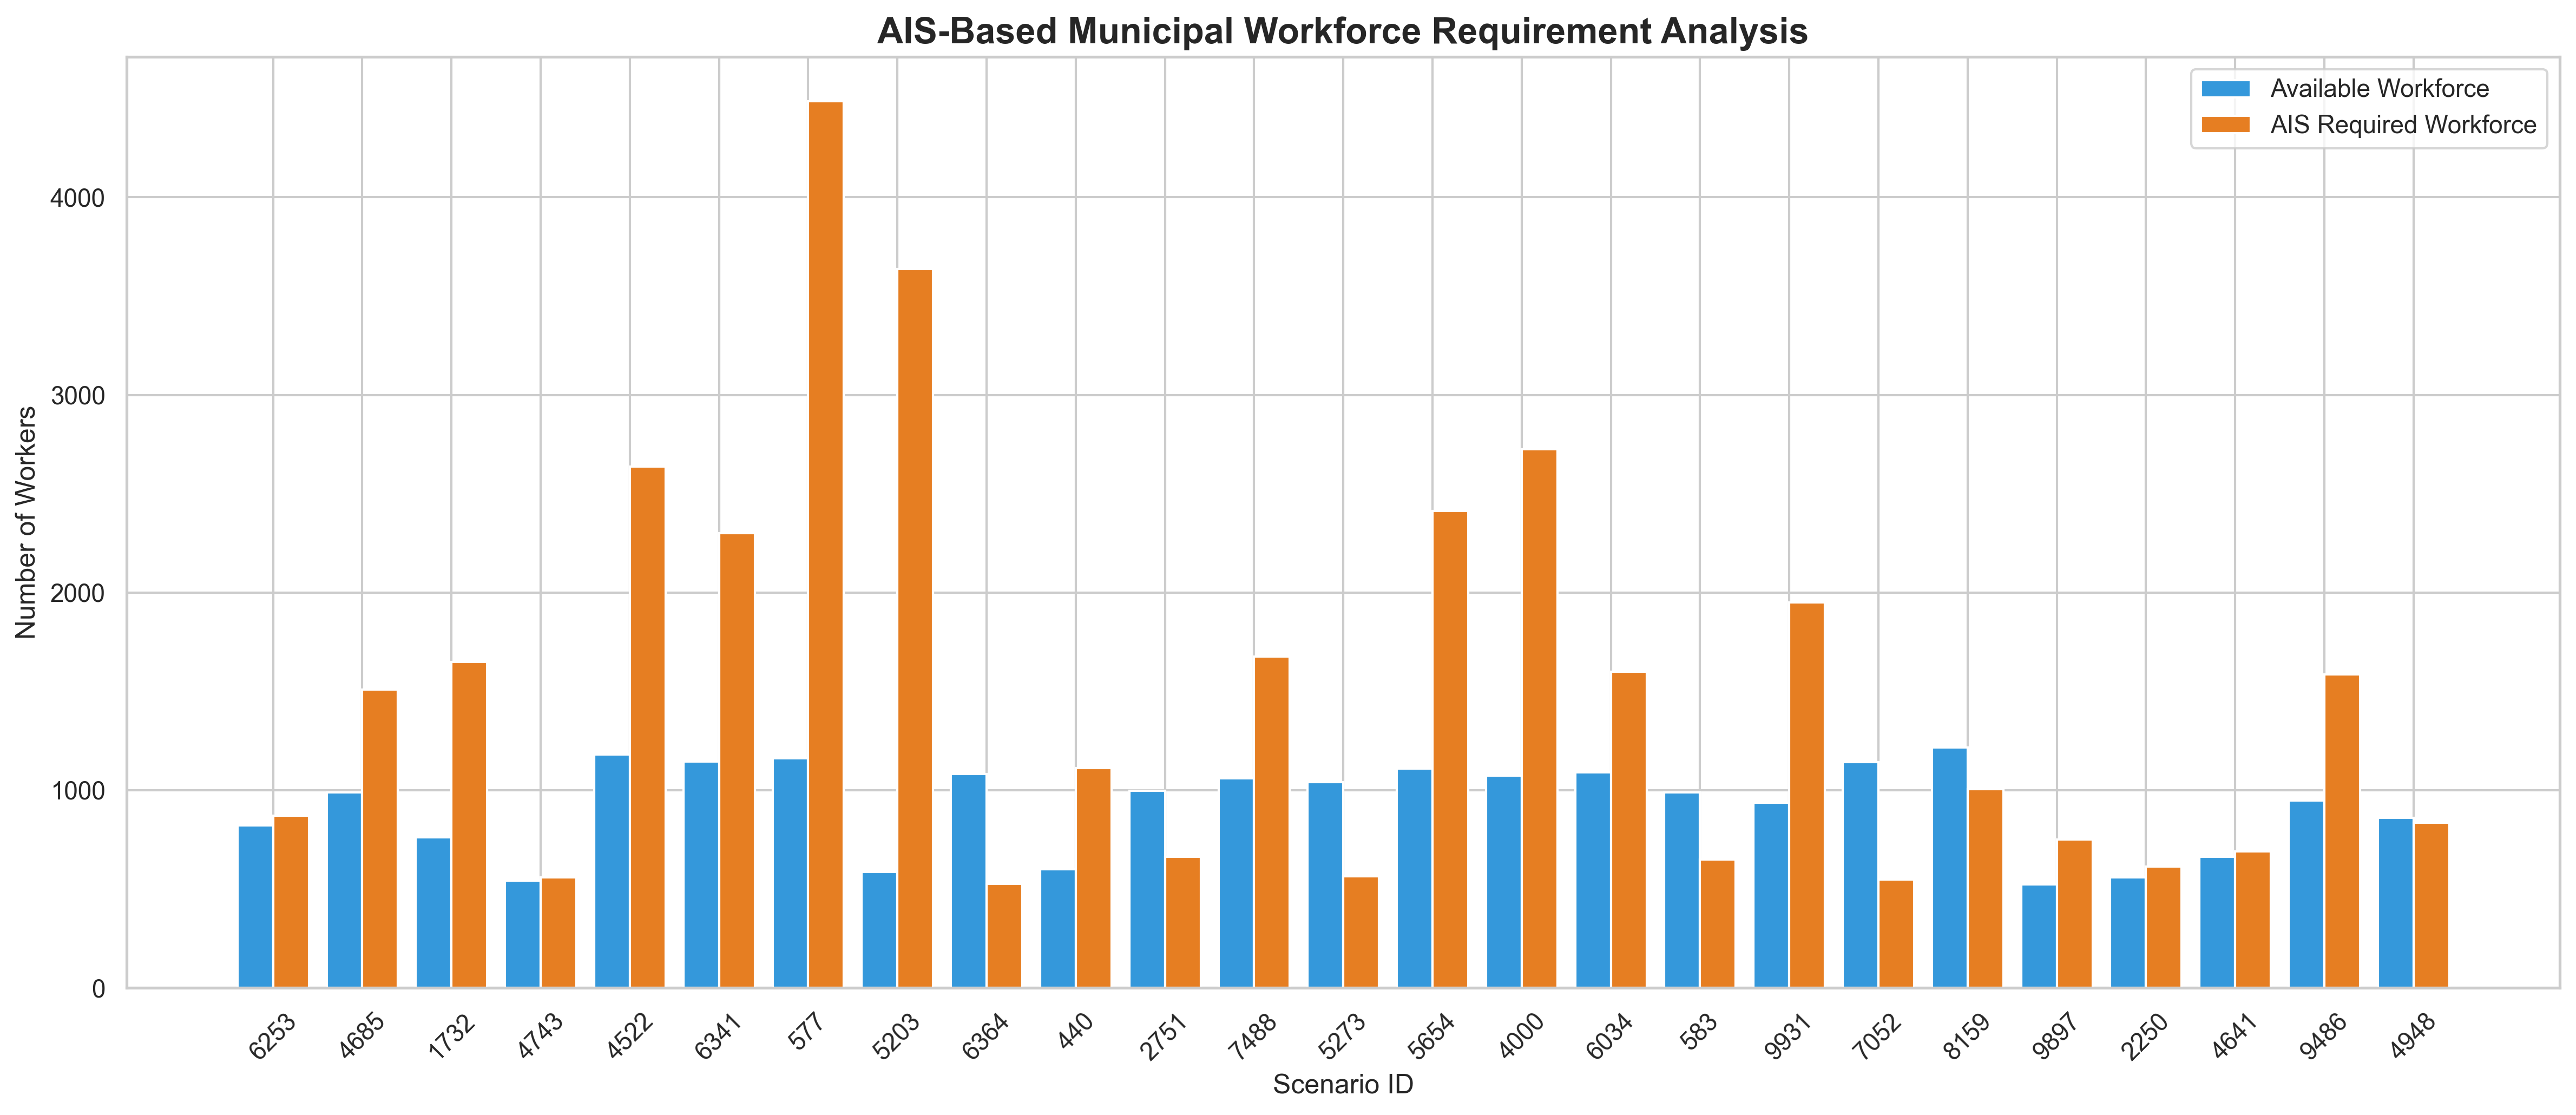 AIS-Based Municipal Workforce Requirement Analysis
Available Workforce
AIS Required Workforce
Number of Workers
4000
3000
2000
1000
0
6253 4685 1732 4743 4522 6341 577 5203 6364 440 2751 7488 5273 5654 4000 6034 583 9931 7052 8159 9897 2250 4641 9486 4948
Scenario ID